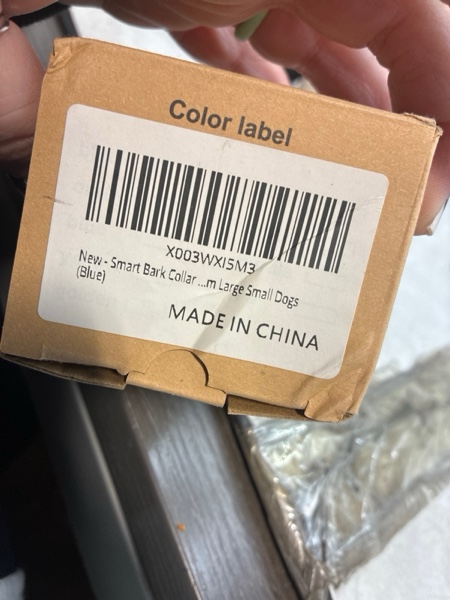 Color label
X003WXI5M3
New - Smart Bark Collar ...m Large Small Dogs
(Blue)
MADE IN CHINA